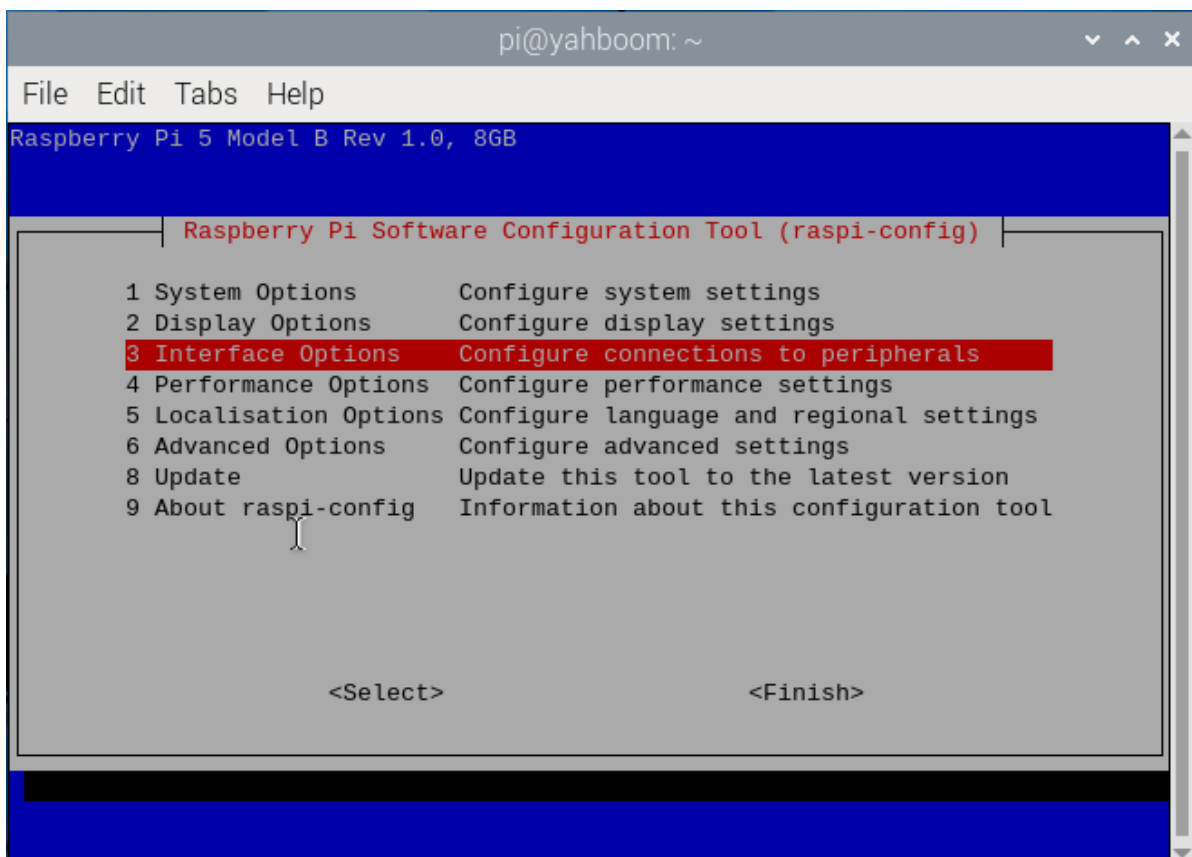 pi@yahboom: ~
File Edit Tabs Help
Raspberry Pi 5 Model B Rev 1.0, 8GB
Raspberry Pi Software Configuration Tool (raspi-config)
1 System Options Configure system settings
2 Display Options Configure display settings
3 Interface Options Configure connections to peripherals
4 Performance Options Configure performance settings
5 Localisation Options Configure language and regional settings
6 Advanced Options Configure advanced settings
8 Update Update this tool to the latest version
9 About raspi-config Information about this configuration tool
<Select> <Finish>